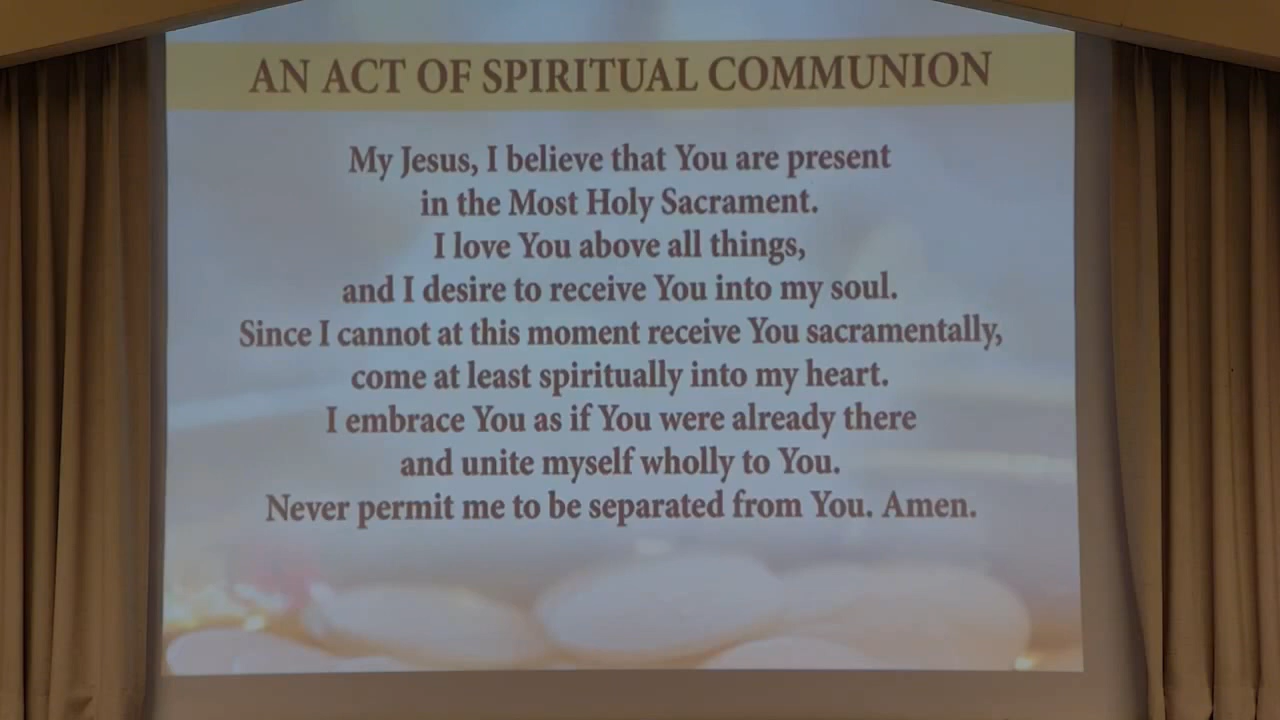 AN ACT OF SPIRITUAL COMMUNION
My Jesus, I believe that You are present
in the Most Holy Sacrament.
I love You above all things,
and I desire to receive You into my soul.
Since I cannot at this moment receive You sacramentally,
come at least spiritually into my heart.
I embrace You as if You were already there
and unite myself wholly to You.
Never permit me to be separated from You. Amen.